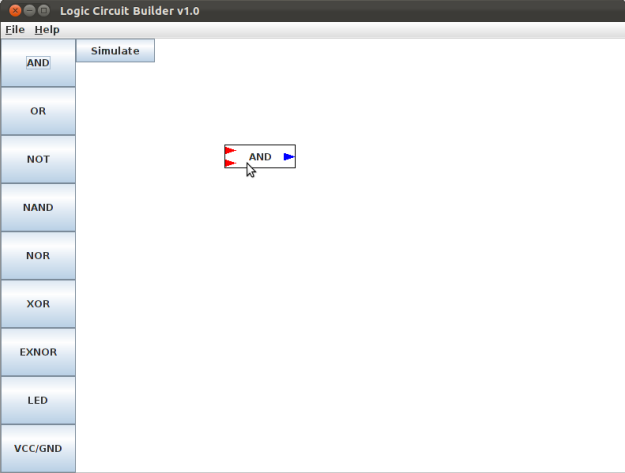 Logic Circuit Builder v1.0
File Help
AND
Simulate
OR
NOT
NAND
NOR
XOR
EXNOR
LED
VCC/GND
AND